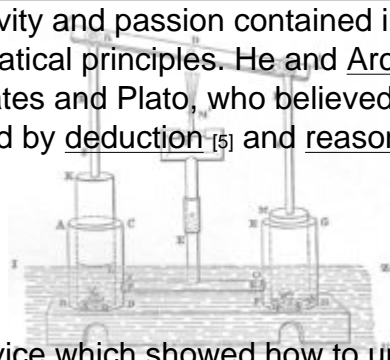 vity and passion contained i
atical principles. He and Arc
ates and Plato, who believed
d by deduction [5] and reason
K
N
A C M E G
E
I
vice which showed how to u